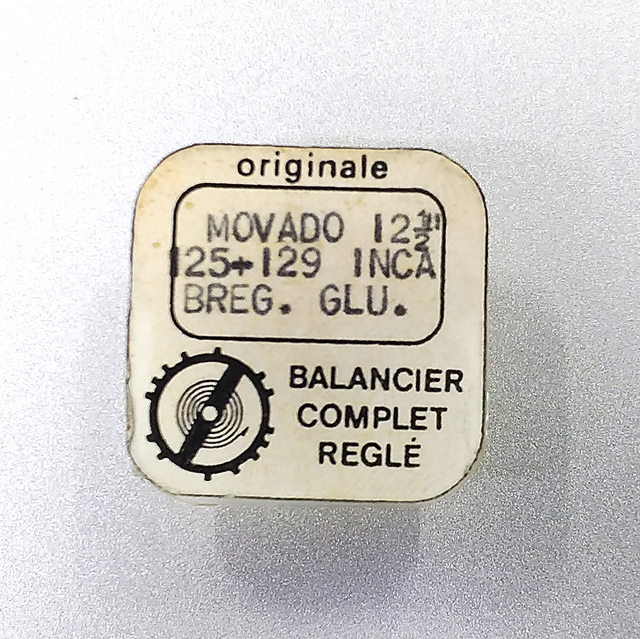 originale
MOVADO 12½'''
125+129 INCA
BREG. GLU.
BALANCIER
COMPLET
REGLÉ